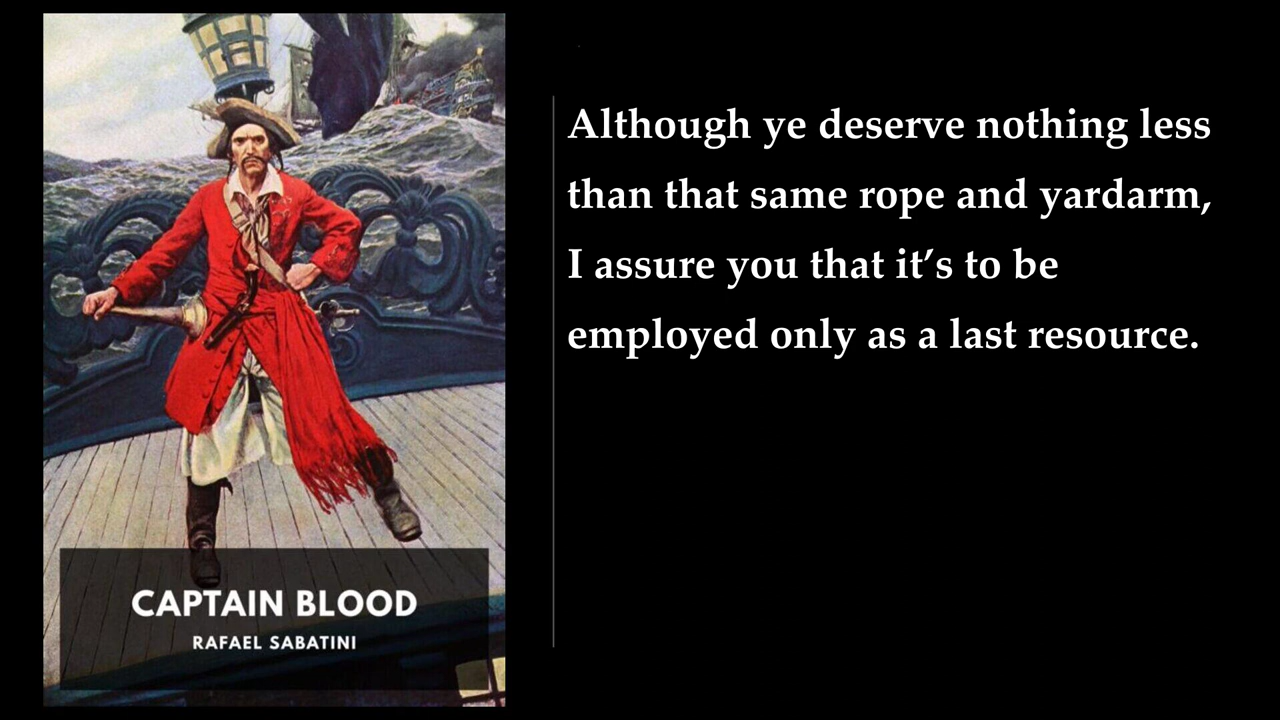 CAPTAIN BLOOD
RAFAEL SABATINI
Although ye deserve nothing less
than that same rope and yardarm,
I assure you that it’s to be
employed only as a last resource.